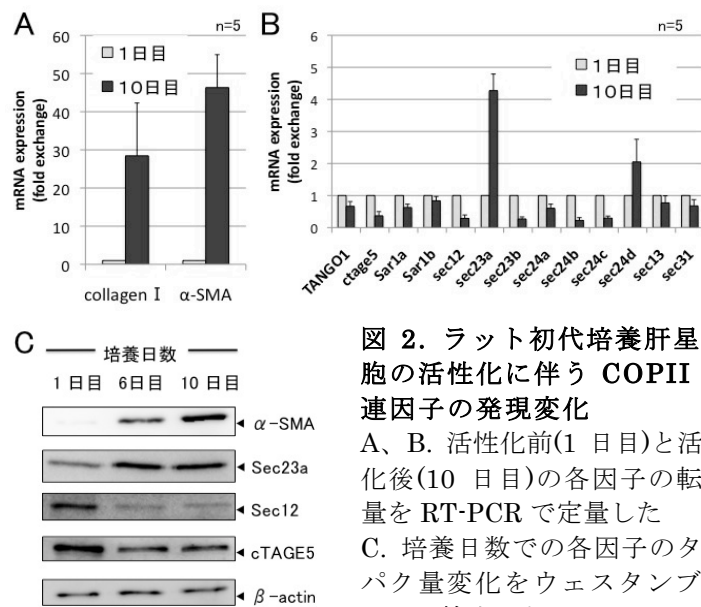 A
n=5
60
50
40
30
20
10
0
mRNA expression
(fold exchange)
1日目
10日目
collagen Ⅰ
α-SMA
B
n=5
6
5
4
3
2
1
0
mRNA expression
(fold exchange)
1日目
10日目
TANGO1
ctage5
Sar1a
Sar1b
sec12
sec23a
sec23b
sec24a
sec24b
sec24c
sec24d
sec13
sec31
C
培養日数
1 日目 6日目 10 日目
α-SMA
Sec23a
Sec12
cTAGE5
β-actin
図 2. ラット初代培養肝星
胞の活性化に伴う COPII
連因子の発現変化
A、B. 活性化前(1 日目)と活
化後(10 日目)の各因子の転
量を RT-PCR で定量した
C. 培養日数での各因子のタ
パク量変化をウェスタンブ